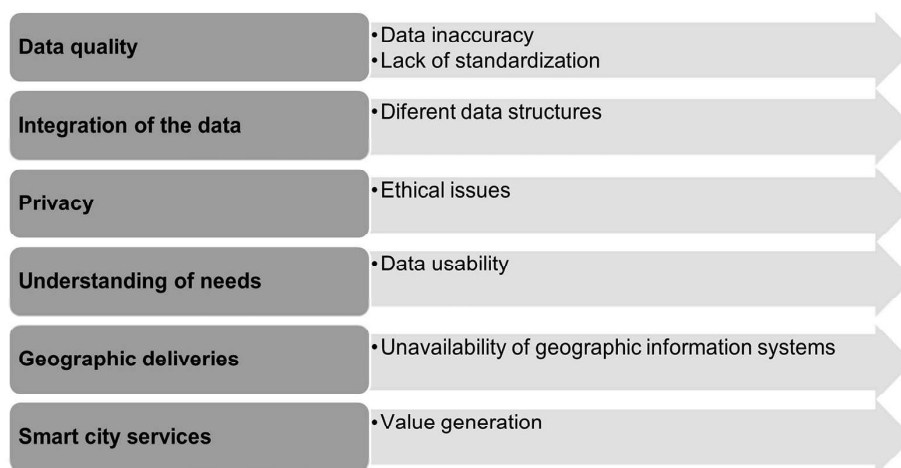 Data quality
•Data inaccuracy
•Lack of standardization
Integration of the data
•Diferent data structures
Privacy
•Ethical issues
Understanding of needs
•Data usability
Geographic deliveries
•Unavailability of geographic information systems
Smart city services
•Value generation